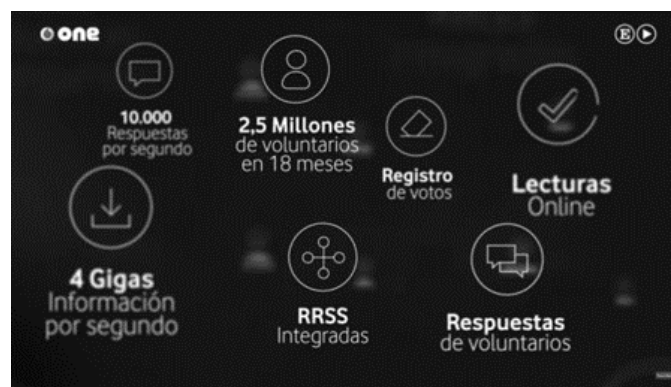 one
E
10.000
Respuestas
por segundo
2,5 Millones
de voluntarios
en 18 meses
Registro
de votos
Lecturas
Online
4 Gigas
Información
por segundo
RRSS
Integradas
Respuestas
de voluntarios